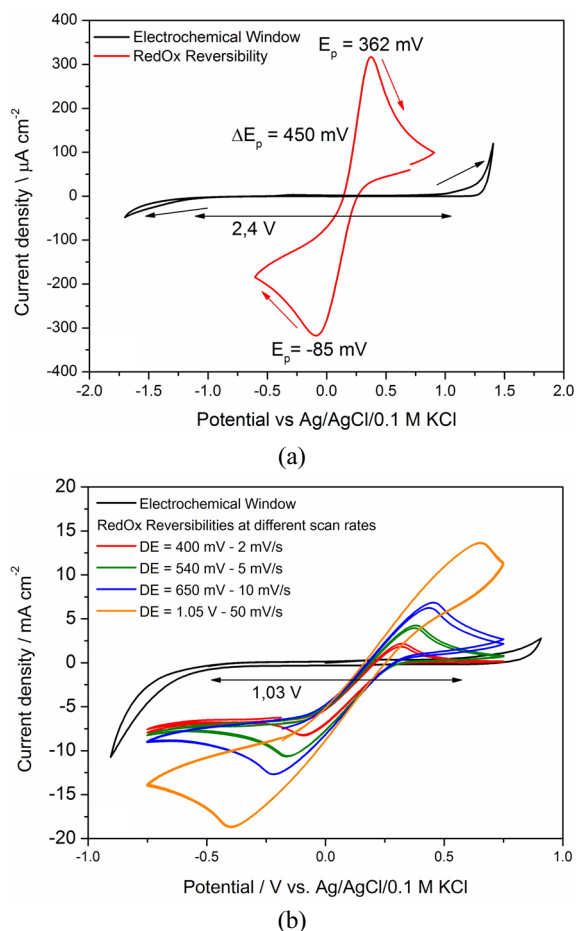 Electrochemical Window
RedOx Reversibility
Ep = 362 mV
ΔEp = 450 mV
2,4 V
Ep= -85 mV
400
300
200
100
0
-100
-200
-300
-400
Current density \ µA cm-2
-2.0 -1.5 -1.0 -0.5 0.0 0.5 1.0 1.5 2.0
Potential vs Ag/AgCl/0.1 M KCl
(a)
Electrochemical Window
RedOx Reversibilities at different scan rates
DE = 400 mV - 2 mV/s
DE = 540 mV - 5 mV/s
DE = 650 mV - 10 mV/s
DE = 1.05 V - 50 mV/s
1,03 V
20
15
10
5
0
-5
-10
-15
-20
Current density / mA cm-2
-1.0 -0.5 0.0 0.5 1.0
Potential / V vs. Ag/AgCl/0.1 M KCl
(b)